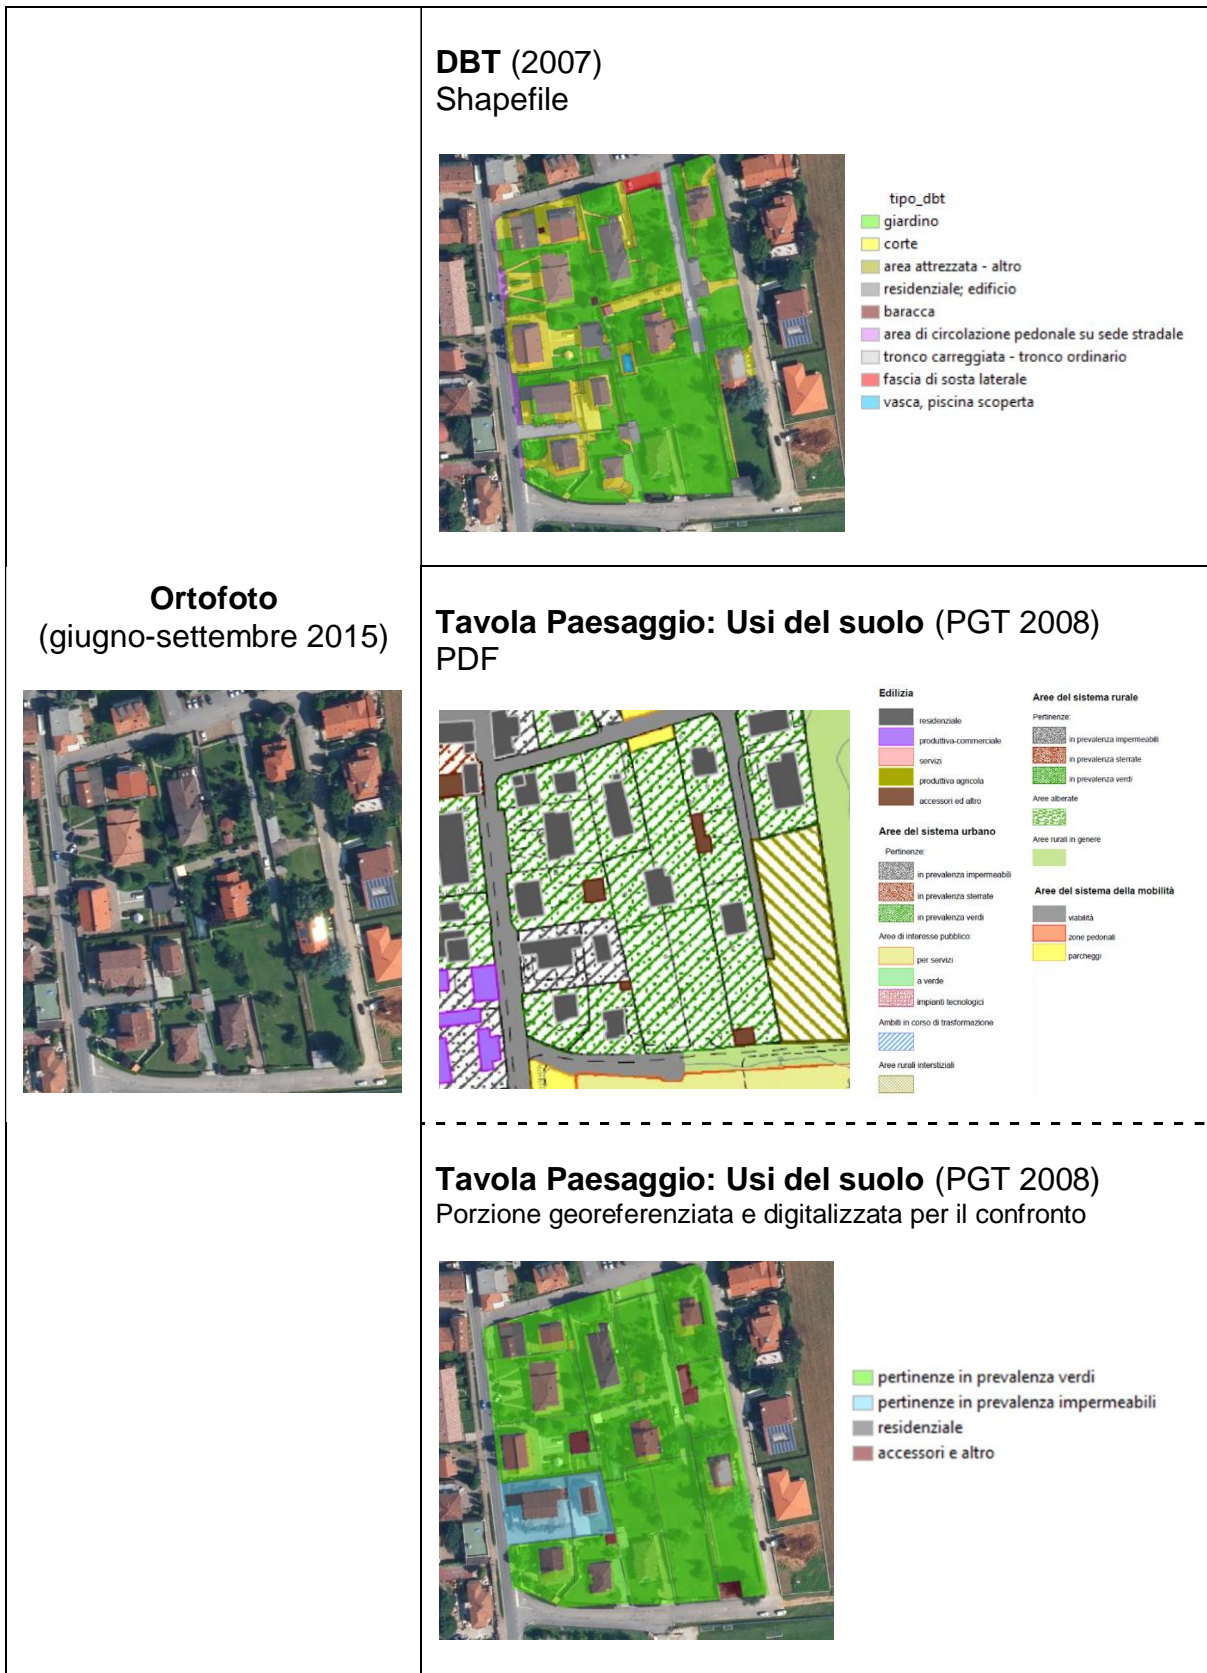 DBT (2007)
Shapefile
tipo_dbt
giardino
corte
area attrezzata - altro
residenziale; edificio
baracca
area di circolazione pedonale su sede stradale
tronco carreggiata - tronco ordinario
fascia di sosta laterale
vasca, piscina scoperta
Ortofoto
(giugno-settembre 2015)
Tavola Paesaggio: Usi del suolo (PGT 2008)
PDF
Edilizia
residenziale
produttiva-commerciale
servizi
produttiva agricola
accessori ed altro
Aree del sistema urbano
Pertinenze:
in prevalenza impermeabili
in prevalenza sterrate
in prevalenza verdi
Aree di interesse pubblico:
per servizi
a verde
impianti tecnologici
Ambiti in corso di trasformazione
Aree rurali interstiziali
Aree del sistema rurale
Pertinenze:
in prevalenza impermeabili
in prevalenza sterrate
in prevalenza verdi
Aree alberate
Aree rurali in genere
Aree del sistema della mobilità
viabilità
zone pedonali
parcheggi
Tavola Paesaggio: Usi del suolo (PGT 2008)
Porzione georeferenziata e digitalizzata per il confronto
pertinenze in prevalenza verdi
pertinenze in prevalenza impermeabili
residenziale
accessori e altro